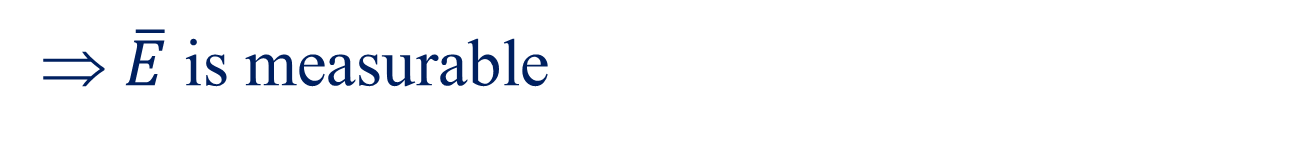 ⇒ E̿ is measurable